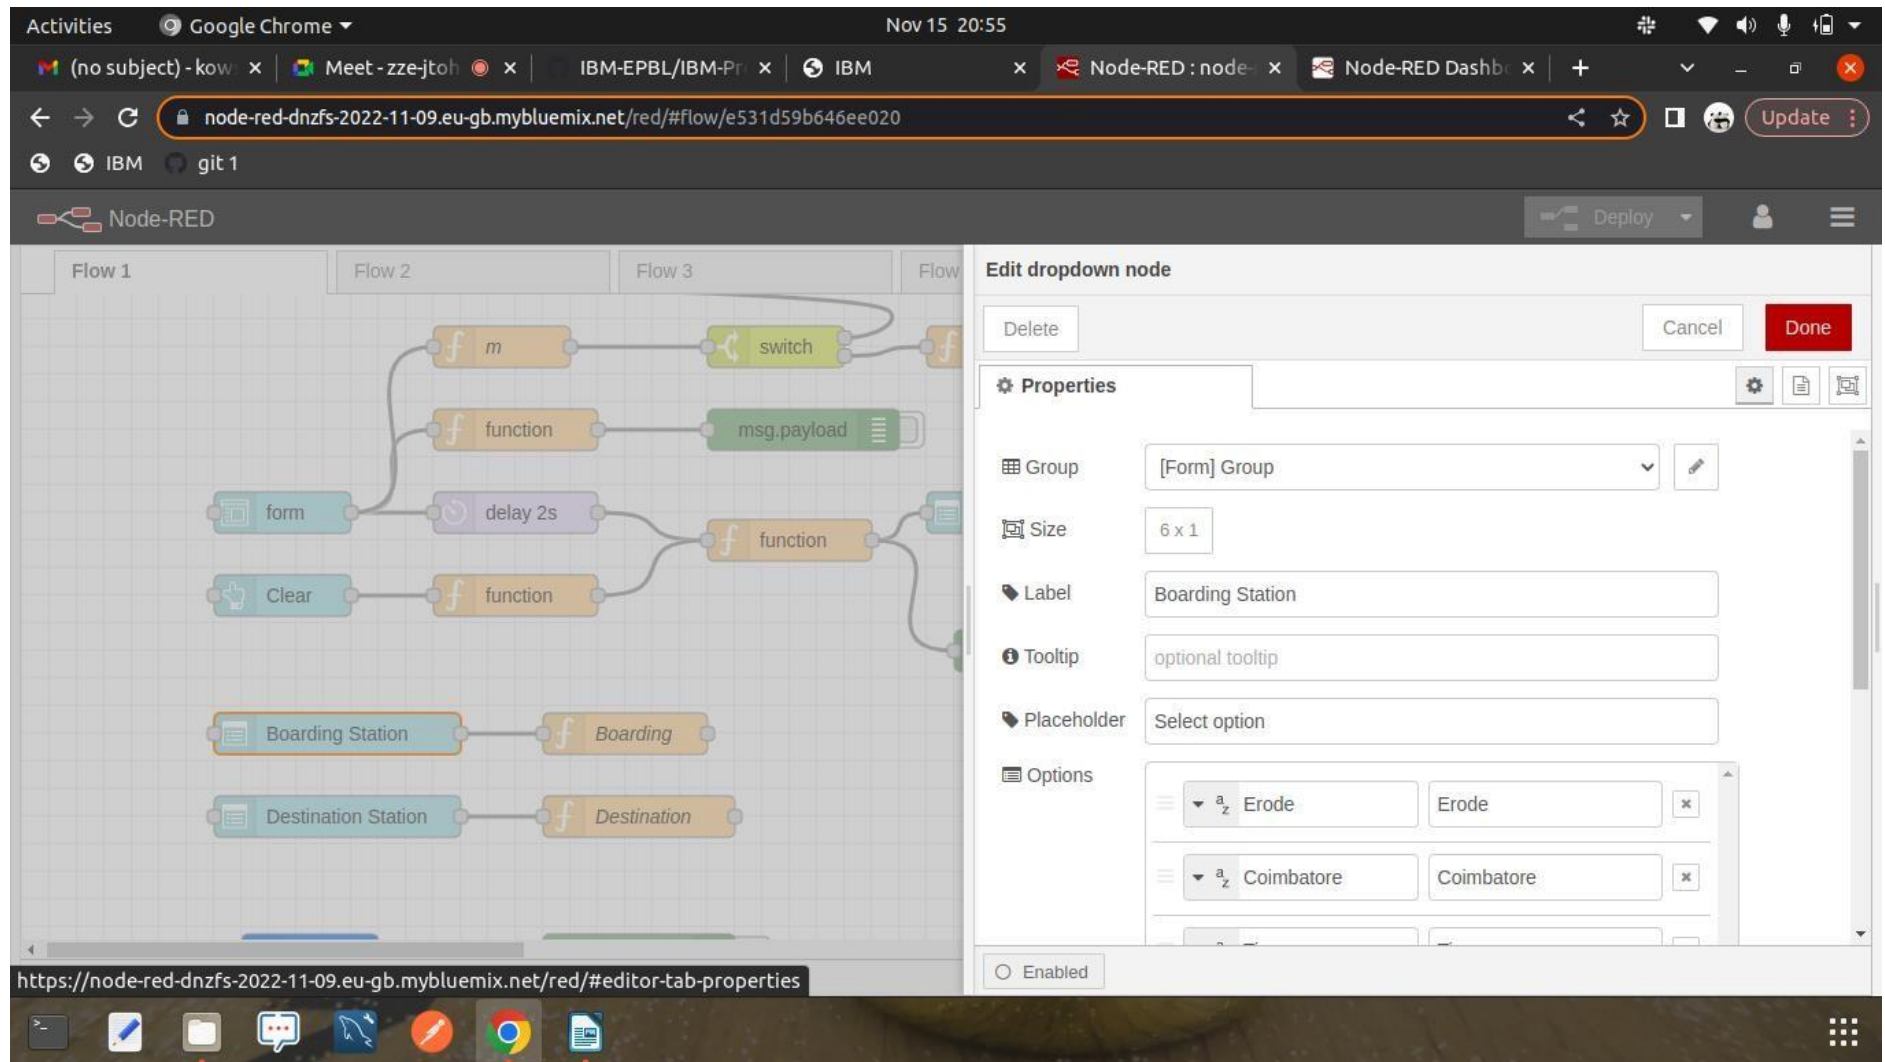 Activities Google Chrome Nov 15 20:55
(no subject) - kow Meet - zze-jtoh IBM-EPBL/IBM-Pr IBM Node-RED : node- Node-RED Dashbo
node-red-dnzfs-2022-11-09.eu-gb.mybluemix.net/red/#flow/e531d59b646ee020 Update
IBM git 1
Node-RED Deploy
Flow 1 Flow 2 Flow 3 Flow
Edit dropdown node
Delete Cancel Done
m switch
Properties
function msg.payload
Group [Form] Group
form delay 2s
Size 6 x 1
function
Clear function
Label Boarding Station
Tooltip optional tooltip
Placeholder Select option
Boarding Station Boarding
Options
Destination Station Destination
az Erode Erode
az Coimbatore Coimbatore
Enabled
https://node-red-dnzfs-2022-11-09.eu-gb.mybluemix.net/red/#editor-tab-properties